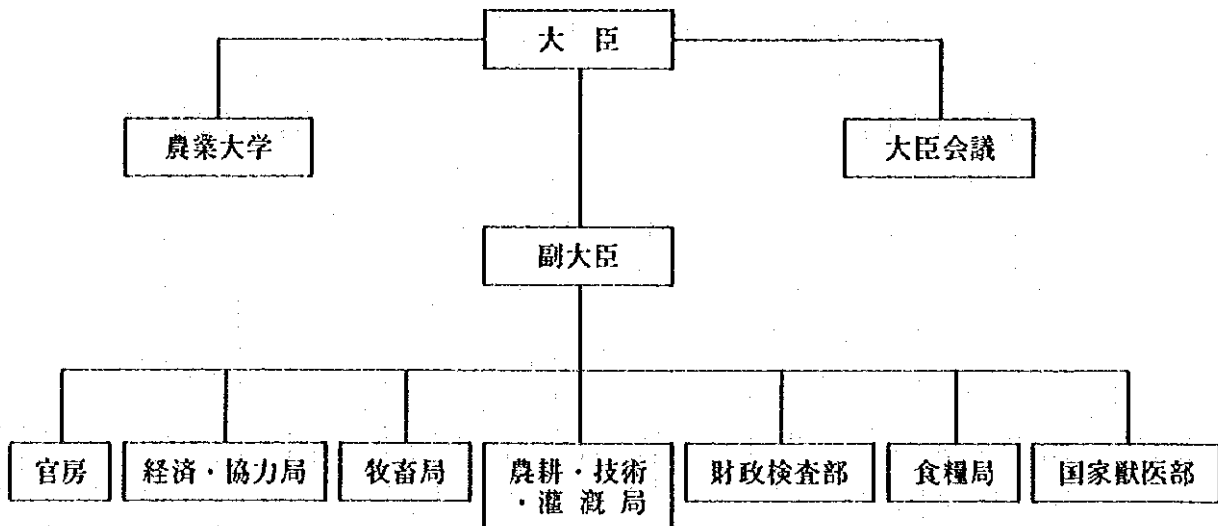 大臣
農業大学
大臣会議
副大臣
官房
経済・協力局
牧畜局
農耕・技術
・灌漑局
財政検査部
食糧局
国家獣医部